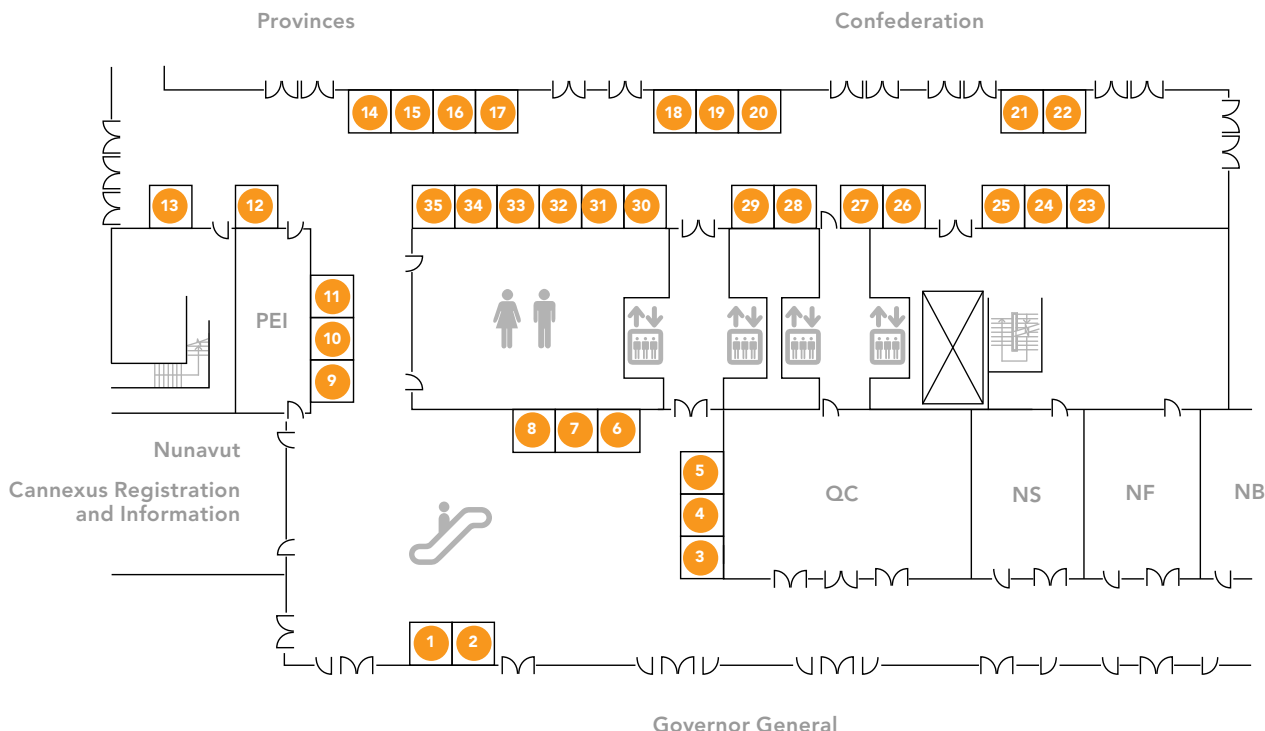 Provinces
Confederation
14 15 16 17
18 19 20
21 22
13
12
35 34 33 32 31 30
29 28
27 26
25 24 23
11
PEI
10
9
8 7 6
Nunavut
5
Cannexus Registration
and Information
QC
NS
NF
NB
4
3
1 2
Governor General